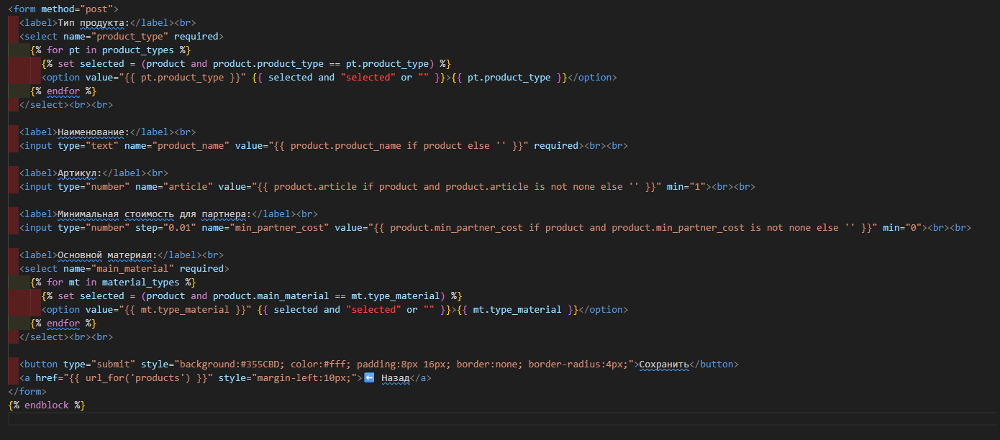 <form method="post">
<label>Тип продукта:</label><br>
<select name="product_type" required>
{% for pt in product_types %}
{% set selected = (product and product.product_type == pt.product_type) %}
<option value="{{ pt.product_type }}" {{ selected and "selected" or "" }}>{{ pt.product_type }}</option>
{% endfor %}
</select><br><br>
<label>Наименование:</label><br>
<input type="text" name="product_name" value="{{ product.product_name if product else '' }}" required><br><br>
<label>Артикул:</label><br>
<input type="number" name="article" value="{{ product.article if product and product.article is not none else '' }}" min="1"><br><br>
<label>Минимальная стоимость для партнера:</label><br>
<input type="number" step="0.01" name="min_partner_cost" value="{{ product.min_partner_cost if product and product.min_partner_cost is not none else '' }}" min="0"><br><br>
<label>Основной материал:</label><br>
<select name="main_material" required>
{% for mt in material_types %}
{% set selected = (product and product.main_material == mt.type_material) %}
<option value="{{ mt.type_material }}" {{ selected and "selected" or "" }}>{{ mt.type_material }}</option>
{% endfor %}
</select><br><br>
<button type="submit" style="background:#355CBD; color:#fff; padding:8px 16px; border:none; border-radius:4px;">Сохранить</button>
<a href="{{ url_for('products') }}" style="margin-left:10px;">⬅ Назад</a>
</form>
{% endblock %}